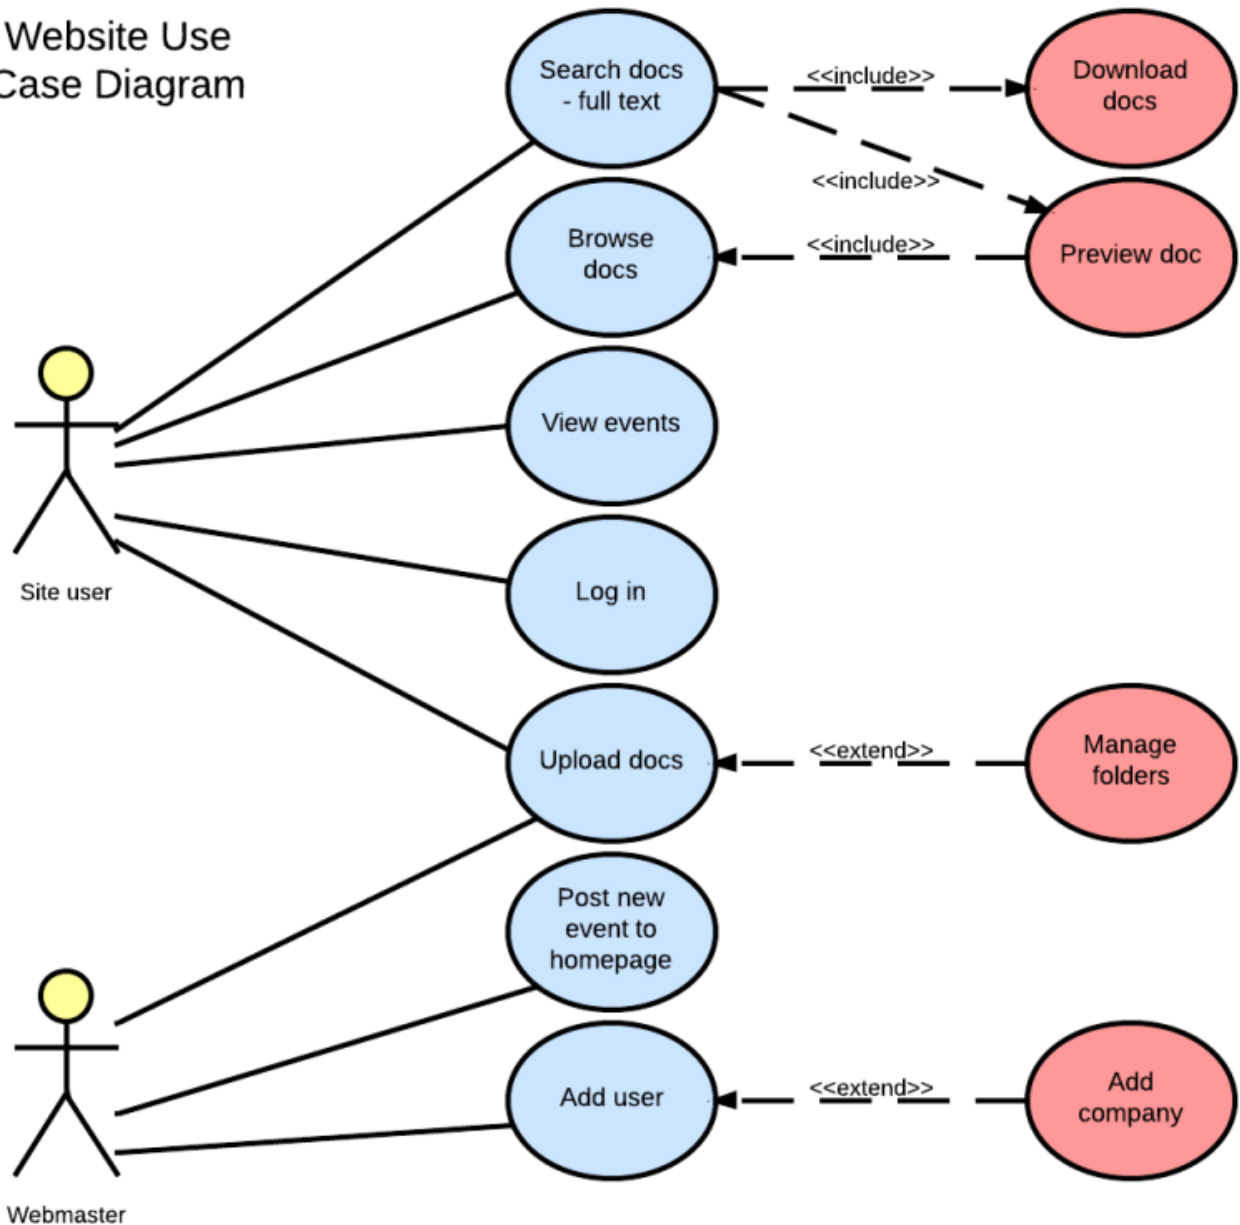 Website Use
Case Diagram
Search docs
- full text
<<include>>
Download
docs
<<include>>
Browse
docs
<<include>>
Preview doc
View events
Site user
Log in
Upload docs
<<extend>>
Manage
folders
Post new
event to
homepage
Add user
<<extend>>
Add
company
Webmaster